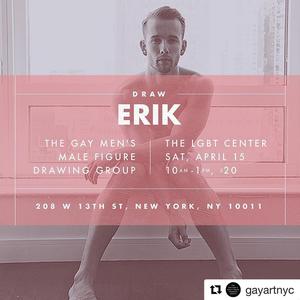 DRAW
ERIK
THE GAY MEN'S
MALE FIGURE
DRAWING GROUP
THE LGBT CENTER
SAT, APRIL 15
10AM-1PM, $20
208 W 13TH ST, NEW YORK, NY 10011
gayartnyc